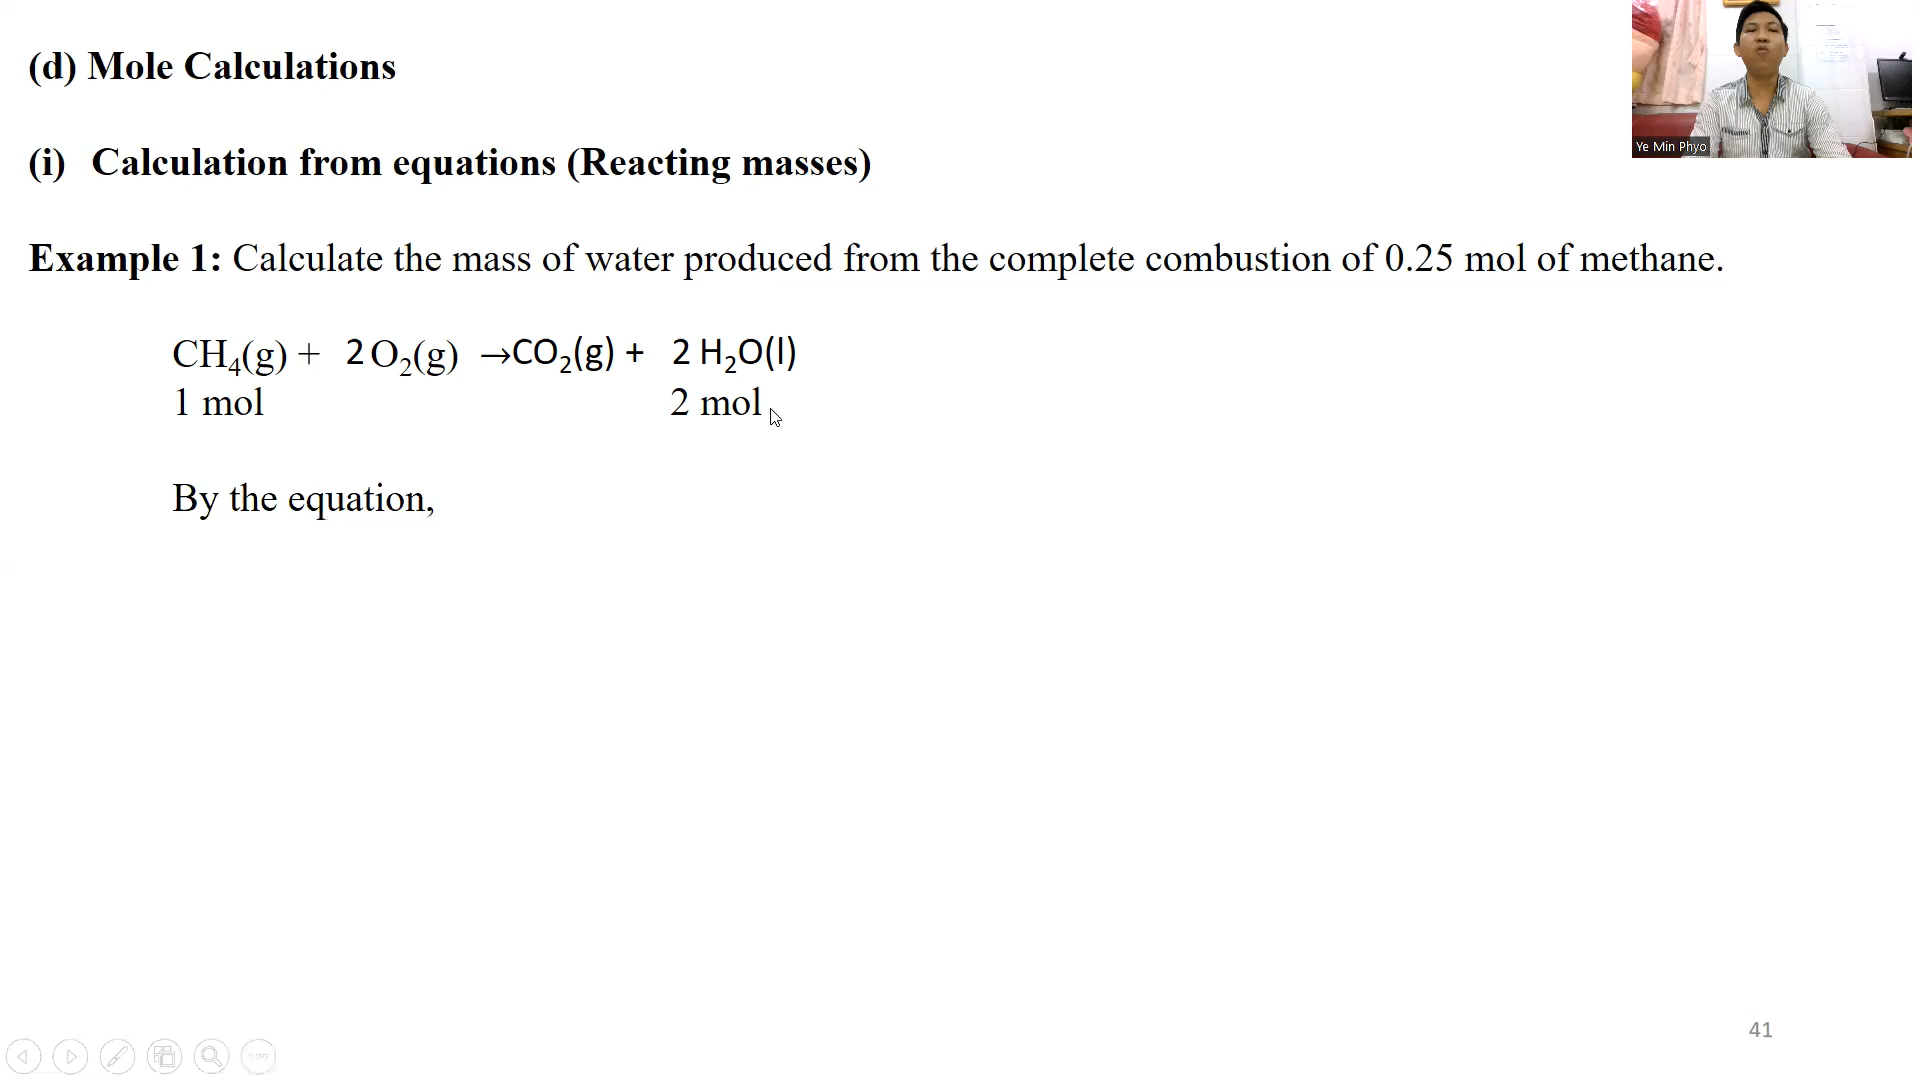 (d) Mole Calculations
Ye Min Phyo
(i) Calculation from equations (Reacting masses)
Example 1: Calculate the mass of water produced from the complete combustion of 0.25 mol of methane.
CH₄(g) + 2 O₂(g) →CO₂(g) + 2 H₂O(l)
1 mol 2 mol
By the equation,
41